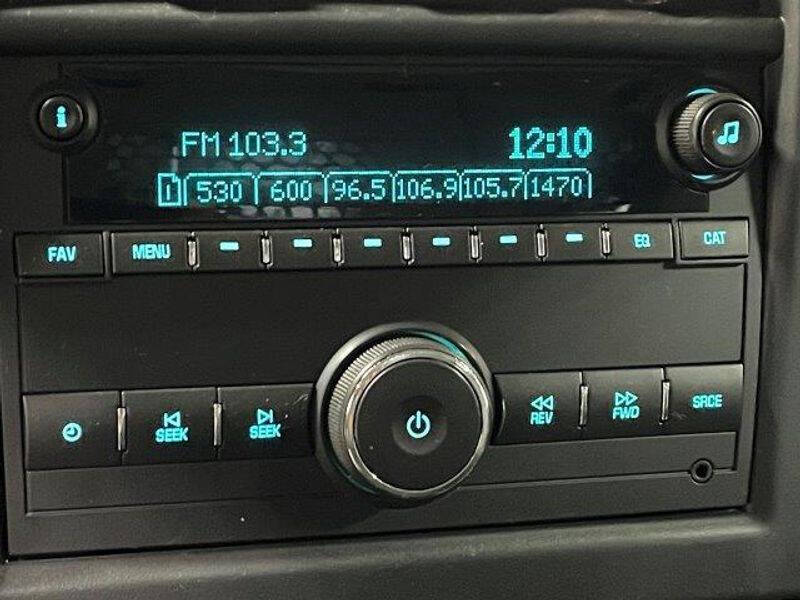 i
FM 103.3 12:10
1 530 600 96.5 106.9 105.7 1470
FAV MENU EQ CAT
SEEK SEEK REV FWD SRCE